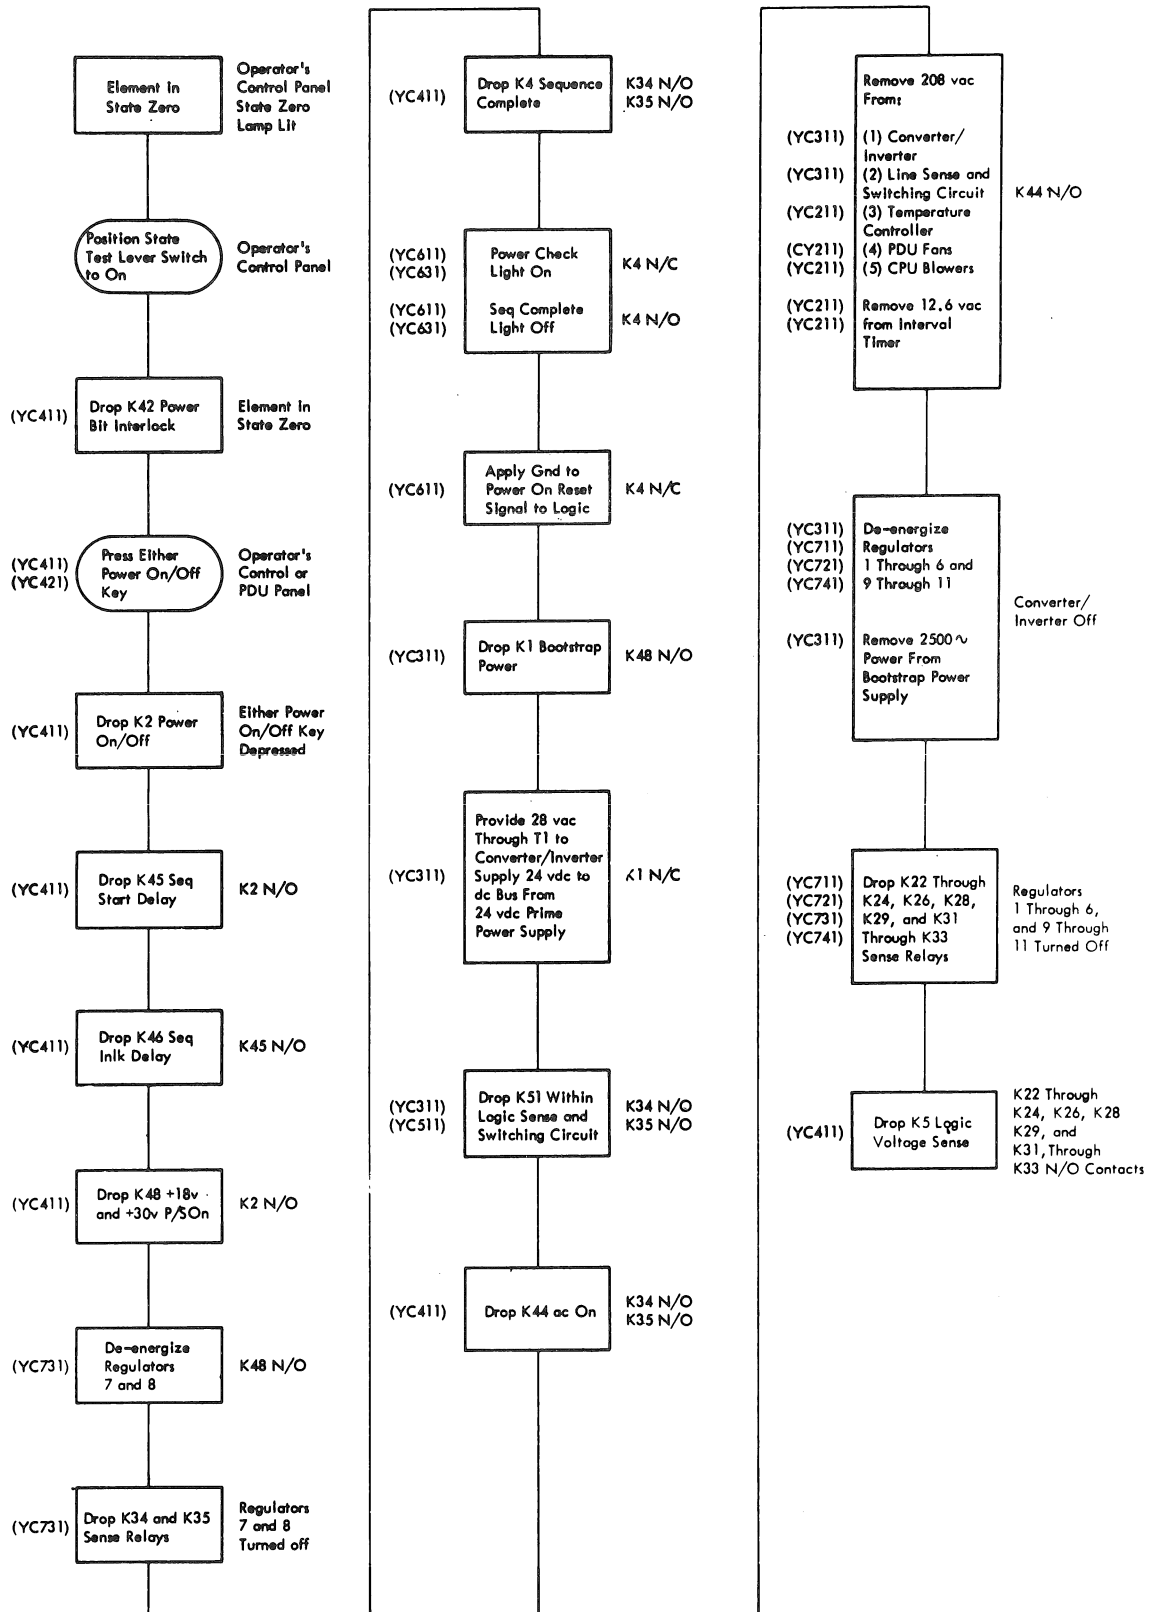 Element in
State Zero
Operator's
Control Panel
State Zero
Lamp Lit
Position State
Test Lever Switch
to On
Operator's
Control Panel
(YC411)
Drop K42 Power
Bit Interlock
Element in
State Zero
(YC411)
(YC421)
Press Either
Power On/Off
Key
Operator's
Control or
PDU Panel
(YC411)
Drop K2 Power
On/Off
Either Power
On/Off Key
Depressed
(YC411)
Drop K45 Seq
Start Delay
K2 N/O
(YC411)
Drop K46 Seq
Inlk Delay
K45 N/O
(YC411)
Drop K48 +18v
and +30v P/SOn
K2 N/O
(YC731)
De-energize
Regulators
7 and 8
K48 N/O
(YC731)
Drop K34 and K35
Sense Relays
Regulators
7 and 8
Turned off
(YC411)
Drop K4 Sequence
Complete
K34 N/O
K35 N/O
(YC611)
(YC631)
Power Check
Light On
K4 N/C
(YC611)
(YC631)
Seq Complete
Light Off
K4 N/O
(YC611)
Apply Gnd to
Power On Reset
Signal to Logic
K4 N/C
(YC311)
Drop K1 Bootstrap
Power
K48 N/O
(YC311)
Provide 28 vac
Through T1 to
Converter/Inverter
Supply 24 vdc to
dc Bus From
24 vdc Prime
Power Supply
K1 N/C
(YC311)
(YC511)
Drop K51 Within
Logic Sense and
Switching Circuit
K34 N/O
K35 N/O
(YC411)
Drop K44 ac On
K34 N/O
K35 N/O
Remove 208 vac
From:
(YC311) (1) Converter/
Inverter
(YC311) (2) Line Sense and
Switching Circuit
(YC211) (3) Temperature
Controller
(CY211) (4) PDU Fans
(YC211) (5) CPU Blowers
(YC211) Remove 12.6 vac
(YC211) from Interval
Timer
K44 N/O
(YC311) De-energize
(YC711) Regulators
(YC721) 1 Through 6 and
(YC741) 9 Through 11
(YC311) Remove 2500 ∿
Power From
Bootstrap Power
Supply
Converter/
Inverter Off
(YC711) Drop K22 Through
(YC721) K24, K26, K28,
(YC731) K29, and K31
(YC741) Through K33
Sense Relays
Regulators
1 Through 6,
and 9 Through
11 Turned Off
(YC411)
Drop K5 Logic
Voltage Sense
K22 Through
K24, K26, K28
K29, and
K31, Through
K33 N/O Contacts